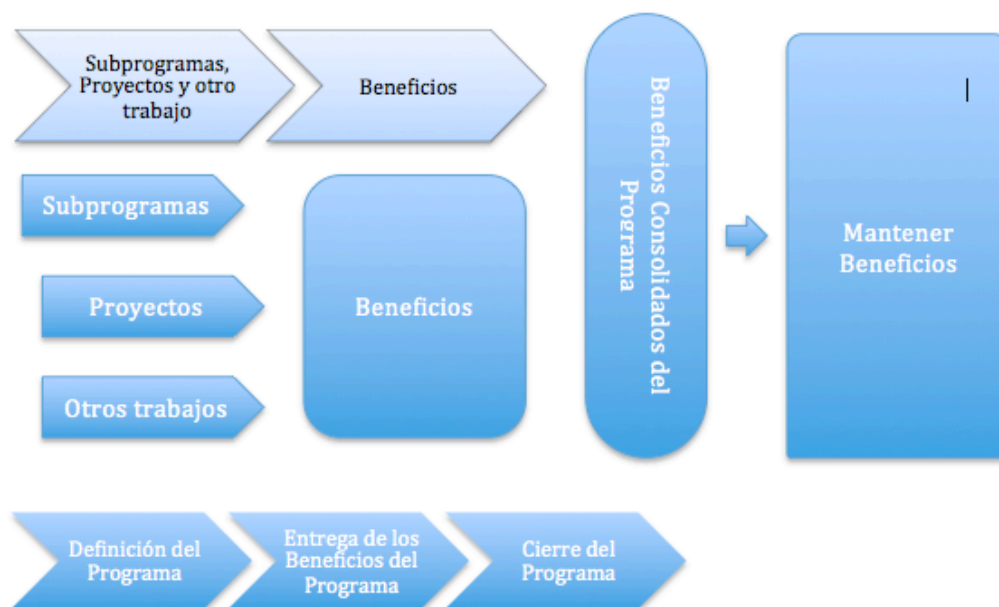 Subprogramas,
Proyectos y otro
trabajo
Beneficios
Subprogramas
Proyectos
Otros trabajos
Beneficios
Beneficios Consolidados del
Programa
Mantener
Beneficios
Definición del
Programa
Entrega de los
Beneficios del
Programa
Cierre del
Programa